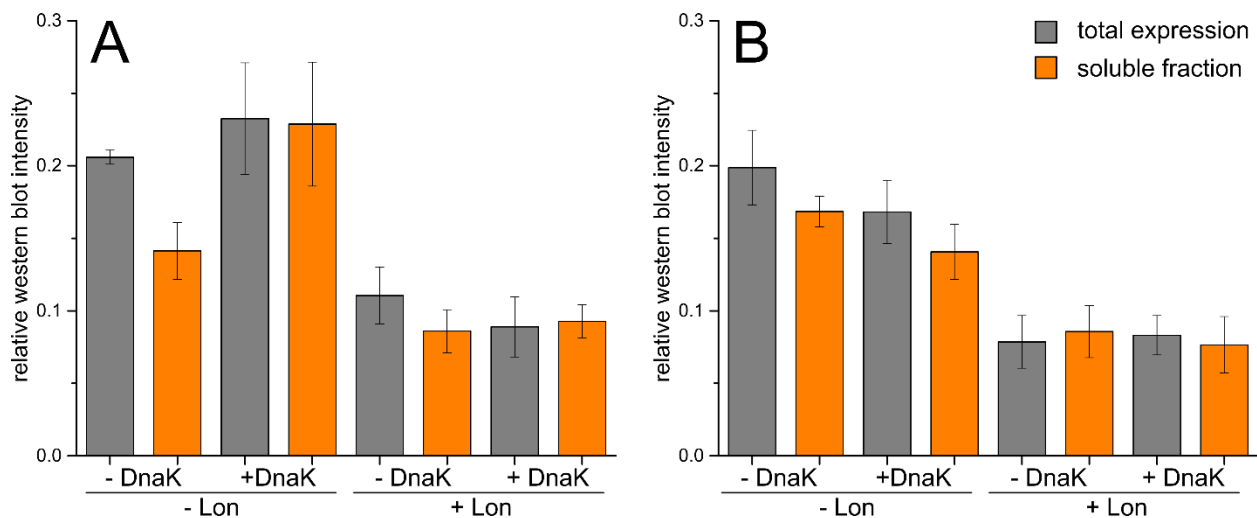 A
relative western blot intensity
0.3
0.2
0.1
0.0
- DnaK +DnaK - DnaK + DnaK
- Lon + Lon
B
total expression
soluble fraction
relative western blot intensity
0.3
0.2
0.1
0.0
- DnaK +DnaK - DnaK + DnaK
- Lon + Lon